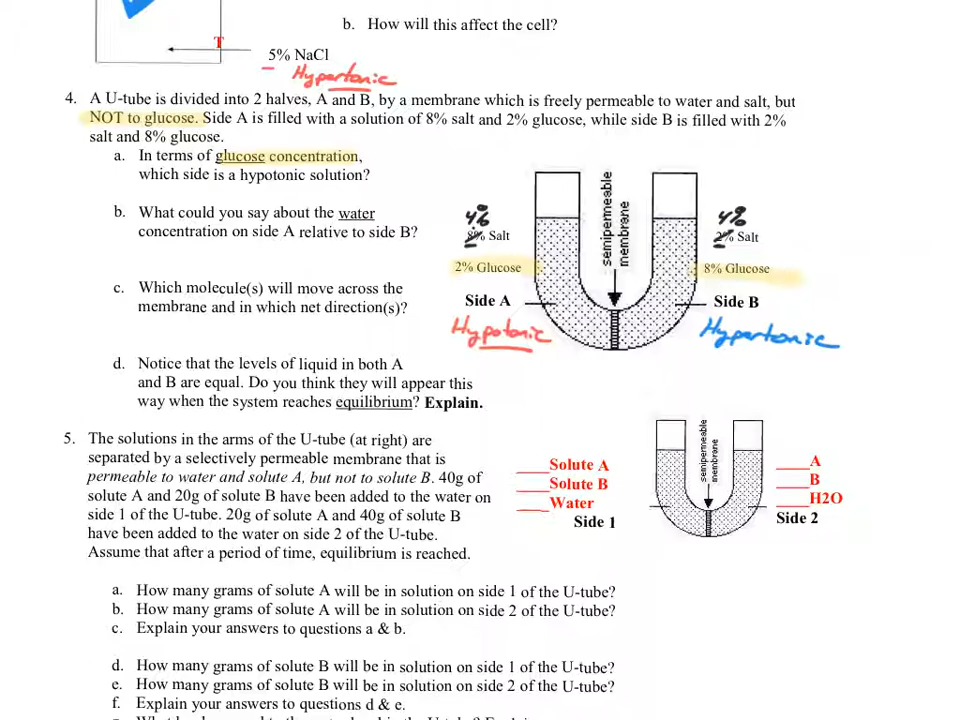 b. How will this affect the cell?
T
5% NaCl
Hypertonic
4. A U-tube is divided into 2 halves, A and B, by a membrane which is freely permeable to water and salt, but
NOT to glucose. Side A is filled with a solution of 8% salt and 2% glucose, while side B is filled with 2%
salt and 8% glucose.
a. In terms of glucose concentration,
which side is a hypotonic solution?
b. What could you say about the water
concentration on side A relative to side B?
c. Which molecule(s) will move across the
membrane and in which net direction(s)?
d. Notice that the levels of liquid in both A
and B are equal. Do you think they will appear this
way when the system reaches equilibrium? Explain.
4%
8% Salt
2% Glucose
Side A
Hypotonic
semipermeable
membrane
4%
2% Salt
8% Glucose
Side B
Hypertonic
5. The solutions in the arms of the U-tube (at right) are
separated by a selectively permeable membrane that is
permeable to water and solute A, but not to solute B. 40g of
solute A and 20g of solute B have been added to the water on
side 1 of the U-tube. 20g of solute A and 40g of solute B
have been added to the water on side 2 of the U-tube.
Assume that after a period of time, equilibrium is reached.
____Solute A
____Solute B
____Water
Side 1
semipermeable
membrane
____A
____B
____H2O
Side 2
a. How many grams of solute A will be in solution on side 1 of the U-tube?
b. How many grams of solute A will be in solution on side 2 of the U-tube?
c. Explain your answers to questions a & b.
d. How many grams of solute B will be in solution on side 1 of the U-tube?
e. How many grams of solute B will be in solution on side 2 of the U-tube?
f. Explain your answers to questions d & e.